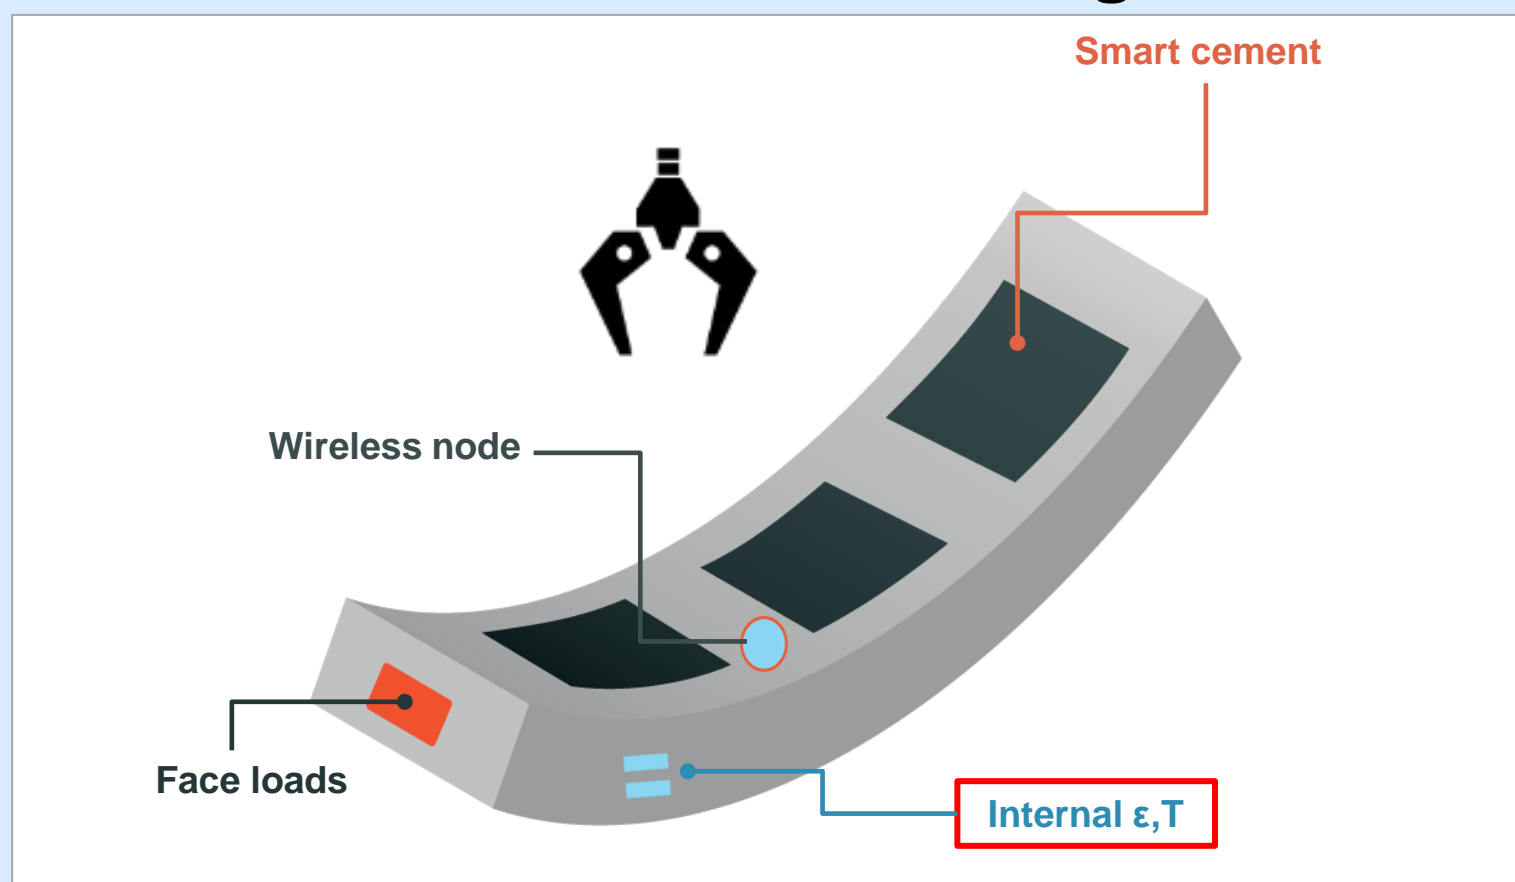 Smart cement
Wireless node
Face loads
Internal ε,T